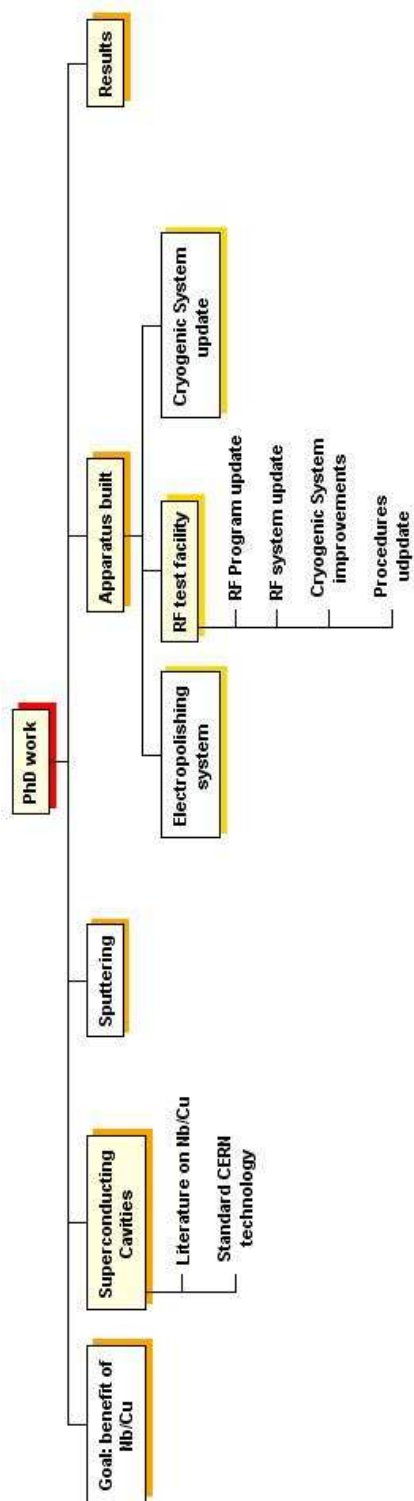 PhD work
Goal: benefit of
Nb/Cu
Superconducting
Cavities
Literature on Nb/Cu
Standard CERN
technology
Sputtering
Apparatus built
Electropolishing
system
RF test facility
RF Program update
RF system update
Cryogenic System
improvements
Procedures
udpdate
Cryogenic System
update
Results